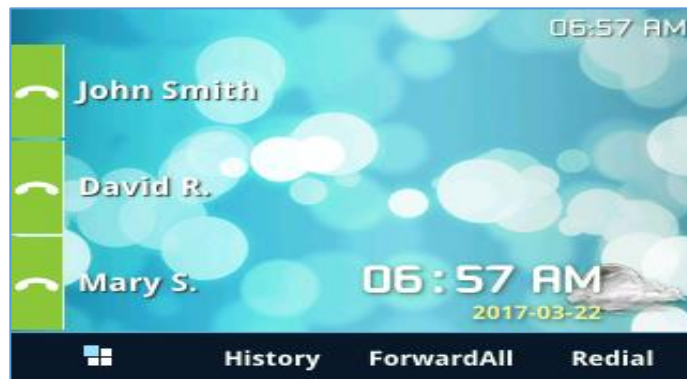 06:57 AM
John Smith
David R.
Mary S.
06:57 AM
2017-03-22
History ForwardAll Redial